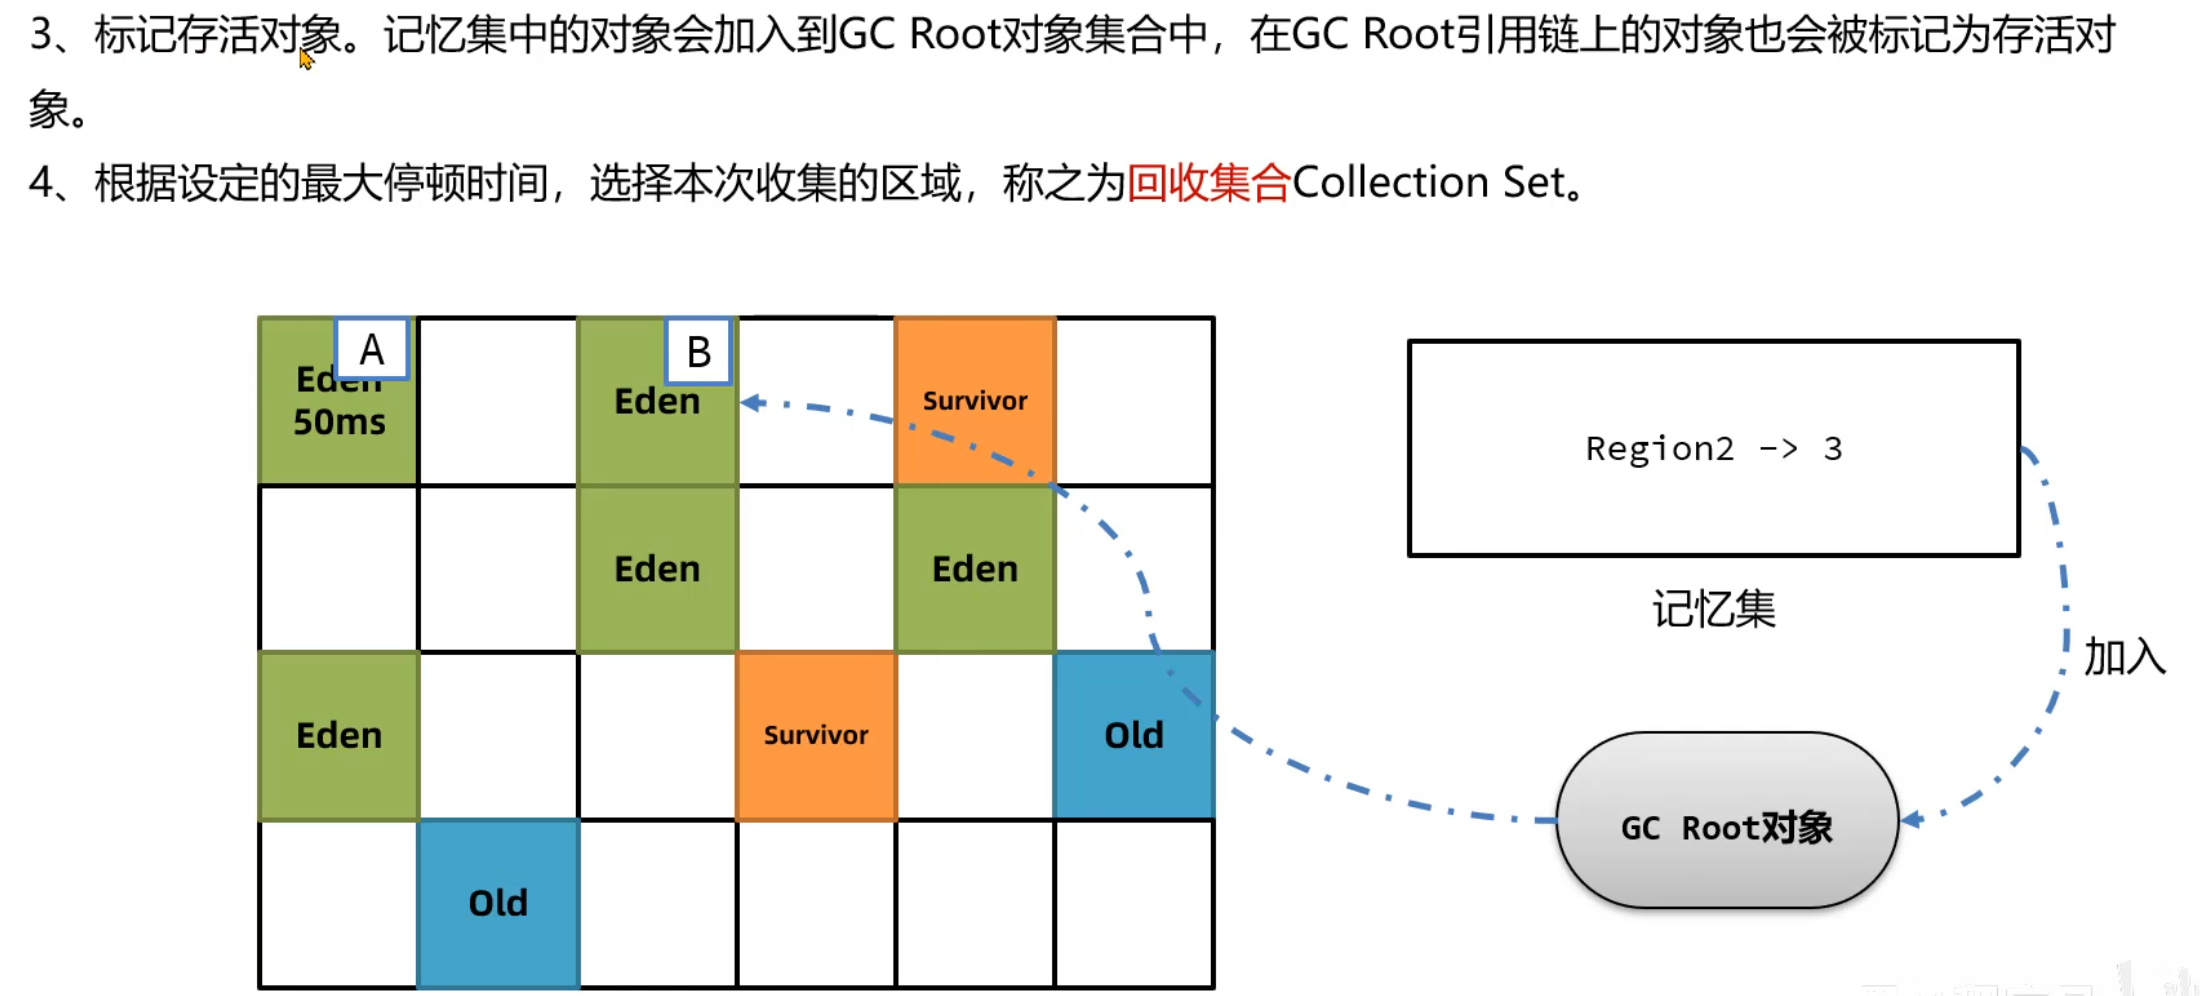 3、标记存活对象。记忆集中的对象会加入到GC Root对象集合中，在GC Root引用链上的对象也会被标记为存活对
象。
4、根据设定的最大停顿时间，选择本次收集的区域，称之为回收集合Collection Set。
A
B
Eden
50ms
Eden
Survivor
Region2 -> 3
Eden
Eden
记忆集
加入
Eden
Survivor
Old
GC Root对象
Old